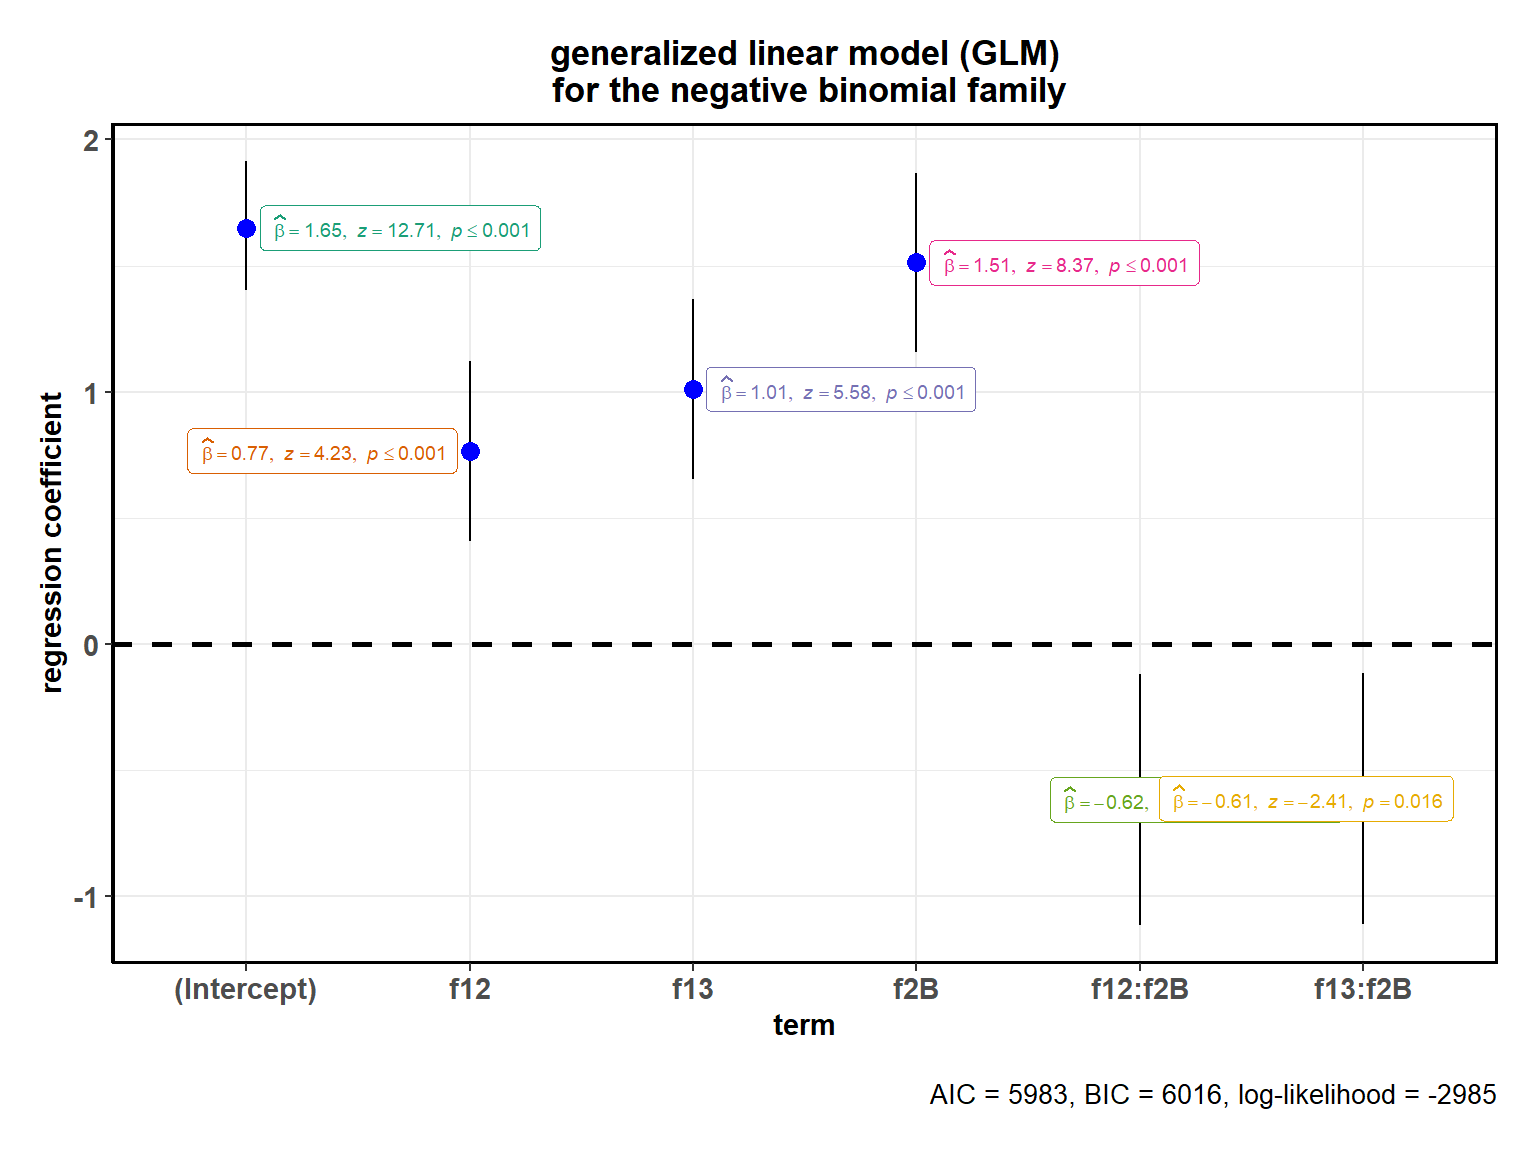 generalized linear model (GLM)
for the negative binomial family
regression coefficient
2
1
0
-1
β̂ = 1.65, z = 12.71, p ≤ 0.001
β̂ = 0.77, z = 4.23, p ≤ 0.001
β̂ = 1.01, z = 5.58, p ≤ 0.001
β̂ = 1.51, z = 8.37, p ≤ 0.001
β̂ = −0.62,
β̂ = −0.61, z = −2.41, p = 0.016
(Intercept)
f12
f13
f2B
f12:f2B
f13:f2B
term
AIC = 5983, BIC = 6016, log-likelihood = -2985